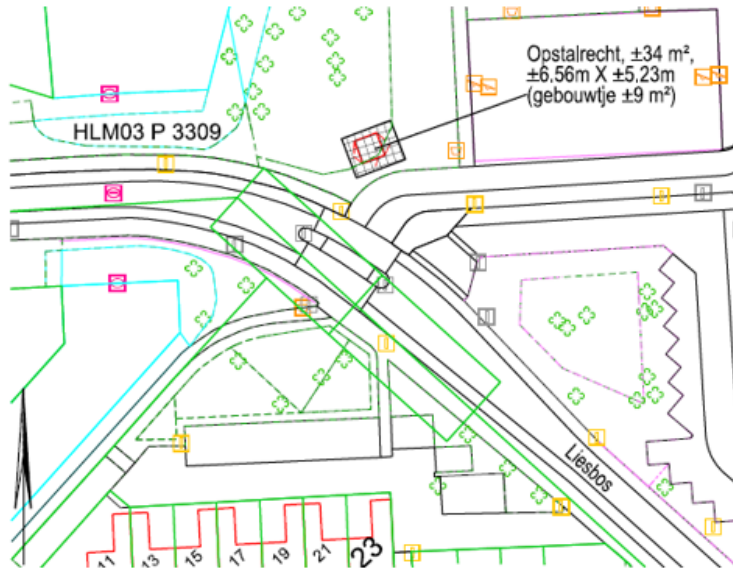 Opstalrecht, ±34 m²,
±6.56m X ±5,23m
(gebouwtje ±9 m²)
HLM03 P 3309
Liesbos
11
13
15
17
19
21
23